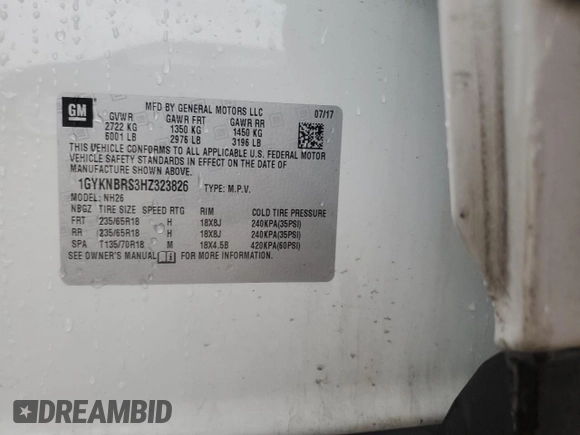 GM
MFD BY GENERAL MOTORS LLC 07/17
GVWR GAWR FRT GAWR RR
2722 KG 1350 KG 1450 KG
6001 LB 2976 LB 3196 LB
THIS VEHICLE CONFORMS TO ALL APPLICABLE U.S. FEDERAL MOTOR
VEHICLE SAFETY STANDARDS IN EFFECT ON THE DATE OF
MANUFACTURE SHOWN ABOVE.
1GYKNBRS3HZ323826 TYPE: M.P.V.
MODEL: NH26
NBGZ TIRE SIZE SPEED RTG RIM COLD TIRE PRESSURE
FRT 235/65R18 H 18X8J 240KPA(35PSI)
RR 235/65R18 H 18X8J 240KPA(35PSI)
SPA T135/70R18 M 18X4.5B 420KPA(60PSI)
SEE OWNER'S MANUAL FOR MORE INFORMATION.
DREAMBID